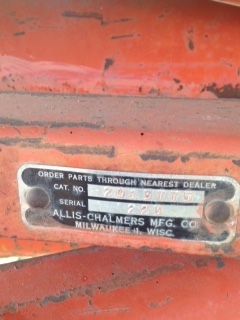 ORDER PARTS THROUGH NEAREST DEALER
CAT. NO.
SERIAL
ALLIS-CHALMERS MFG. CO.
MILWAUKEE 1, WISC.